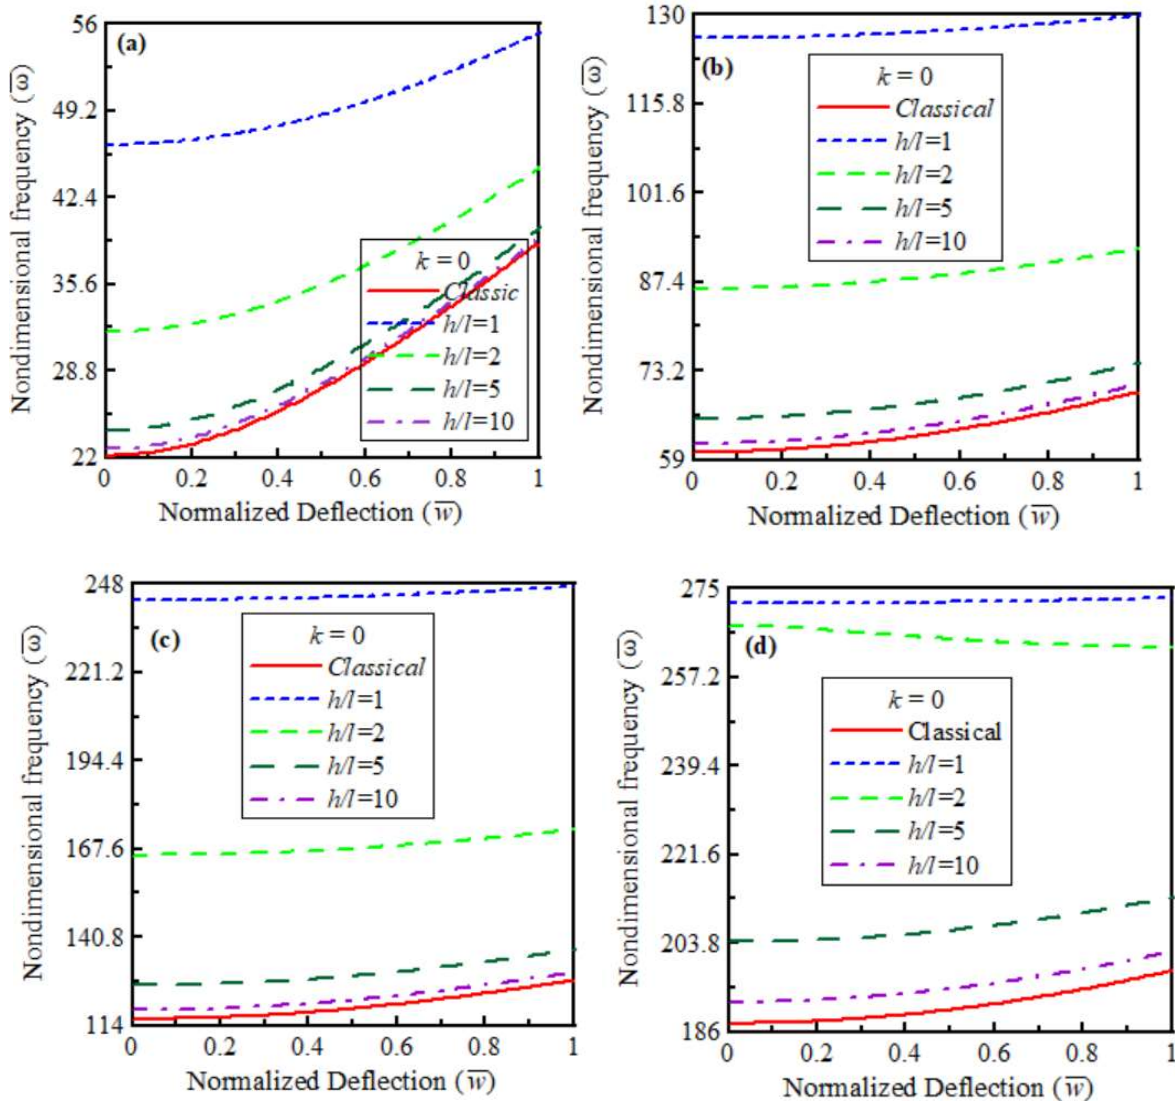 56
(a)
49.2
42.4
35.6
28.8
22
Nondimensional frequency (ω̅)
k = 0
Classic
h/l=1
h/l=2
h/l=5
h/l=10
0 0.2 0.4 0.6 0.8 1
Normalized Deflection (w̅)
130
(b)
115.8
101.6
87.4
73.2
59
Nondimensional frequency (ω̅)
k = 0
Classical
h/l=1
h/l=2
h/l=5
h/l=10
0 0.2 0.4 0.6 0.8 1
Normalized Deflection (w̅)
248
(c)
221.2
194.4
167.6
140.8
114
Nondimensional frequency (ω̅)
k = 0
Classical
h/l=1
h/l=2
h/l=5
h/l=10
0 0.2 0.4 0.6 0.8 1
Normalized Deflection (w̅)
275
(d)
257.2
239.4
221.6
203.8
186
Nondimensional frequency (ω̅)
k = 0
Classical
h/l=1
h/l=2
h/l=5
h/l=10
0 0.2 0.4 0.6 0.8 1
Normalized Deflection (w̅)